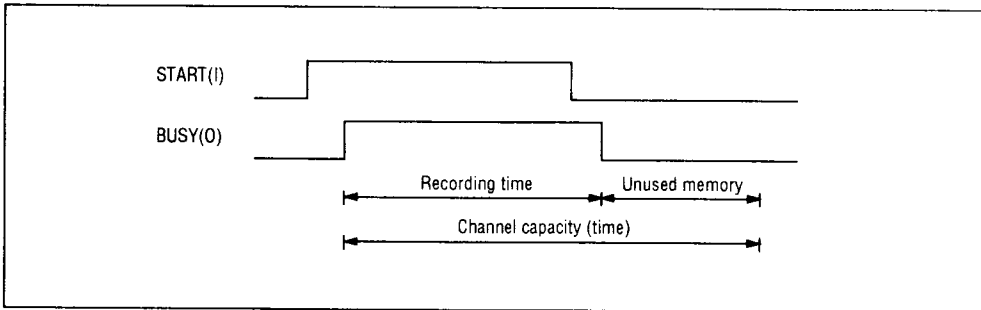 START(I)
BUSY(O)
Recording time
Unused memory
Channel capacity (time)